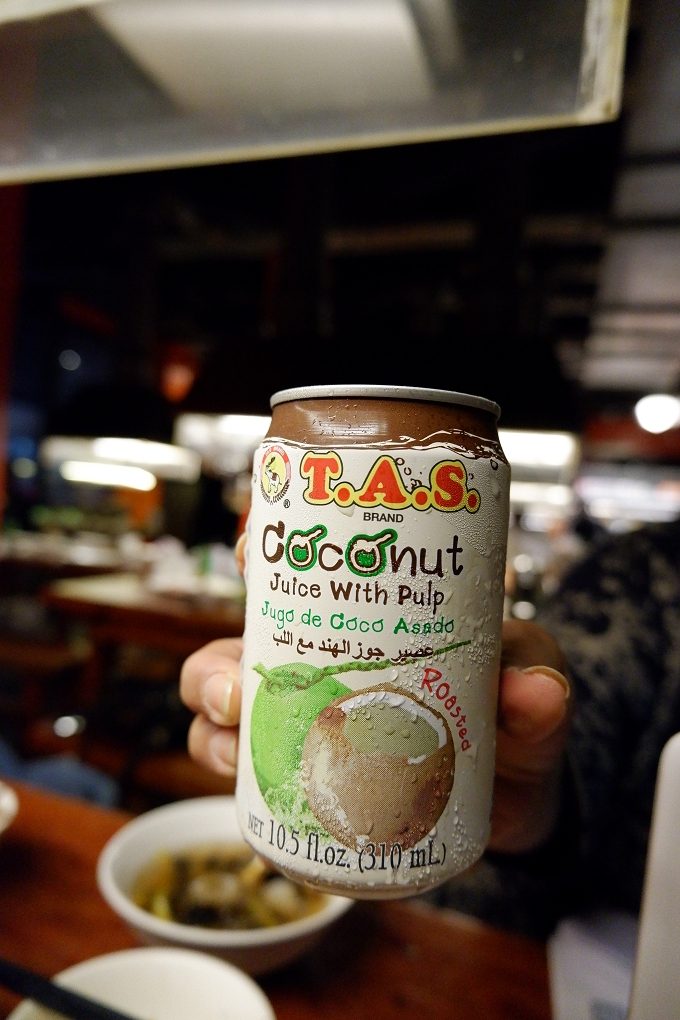 T.A.S.
®
BRAND
Coconut
Juice With Pulp
Jugo de Coco Asado
عصير جوز الهند مع اللب
Roasted
NET 10.5 fl.oz. (310 mL)